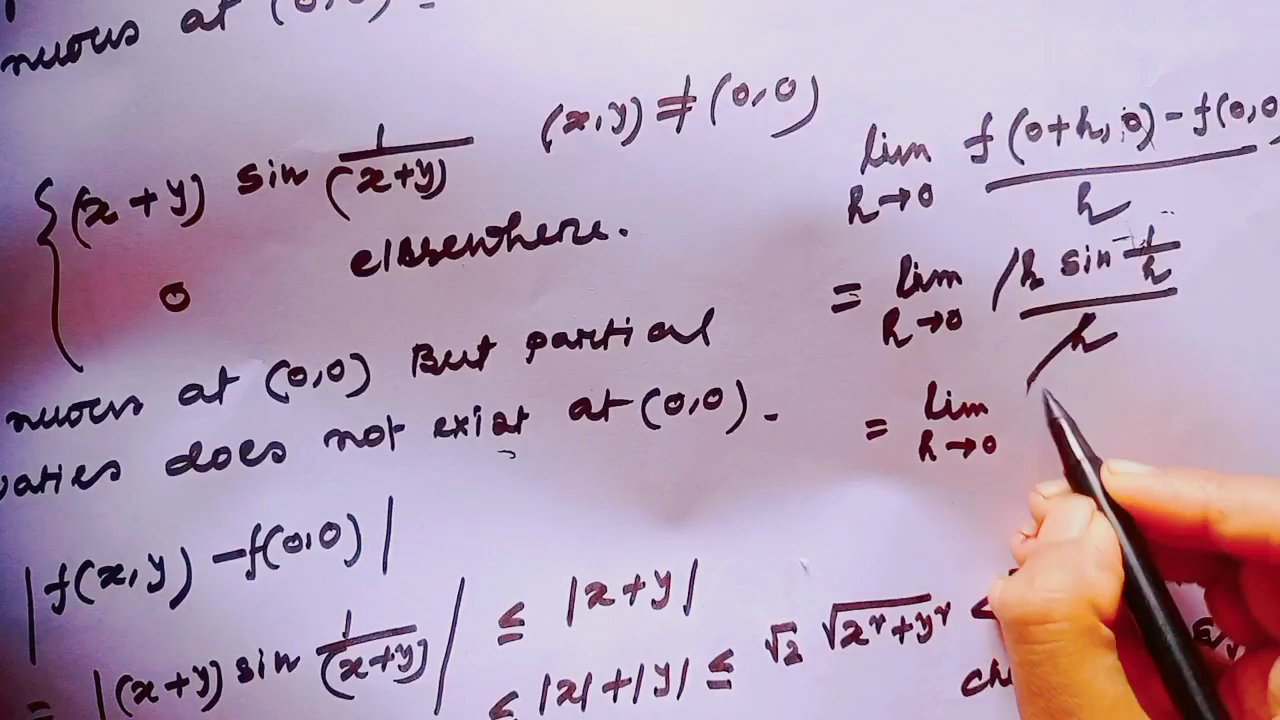 nuous at (0,0) -
{ (x+y) sin 1/(x+y) (x,y) ≠ (0,0)
0 elsewhere.
nuous at (0,0) But partial
vaties does not exist at (0,0).
|f(x,y) - f(0,0)|
= |(x+y) sin 1/(x+y)| ≤ |x+y|
≤ |x|+|y| ≤ √2 √x²+y² <
lim h→0 f(0+h, 0) - f(0,0) / h
= lim h→0 h sin 1/h / h
= lim h→0